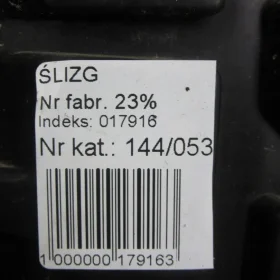 ŚLIZG
Nr fabr. 23%
Indeks: 017916
Nr kat.: 144/053
1 000000 179163